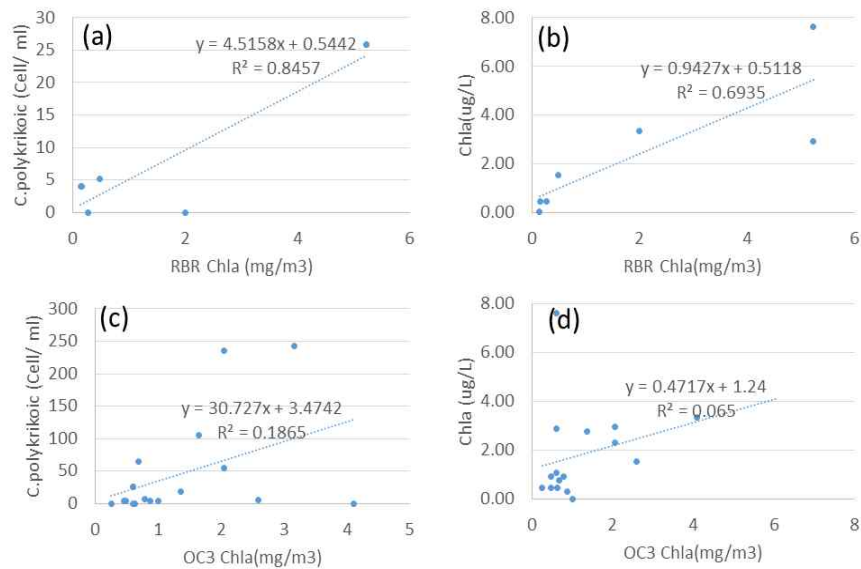 (a)
y = 4.5158x + 0.5442
R² = 0.8457
C.polykrikoic (Cell/ ml)
30
25
20
15
10
5
0
0 2 4 6
RBR Chla (mg/m3)
(b)
y = 0.9427x + 0.5118
R² = 0.6935
Chla(ug/L)
8.00
6.00
4.00
2.00
0.00
0 2 4 6
RBR Chla(mg/m3)
(c)
y = 30.727x + 3.4742
R² = 0.1865
C.polykrikoic (Cell/ ml)
300
250
200
150
100
50
0
0 1 2 3 4 5
OC3 Chla(mg/m3)
(d)
y = 0.4717x + 1.24
R² = 0.065
Chla (ug/L)
8.00
6.00
4.00
2.00
0.00
0 2 4 6 8
OC3 Chla(mg/m3)